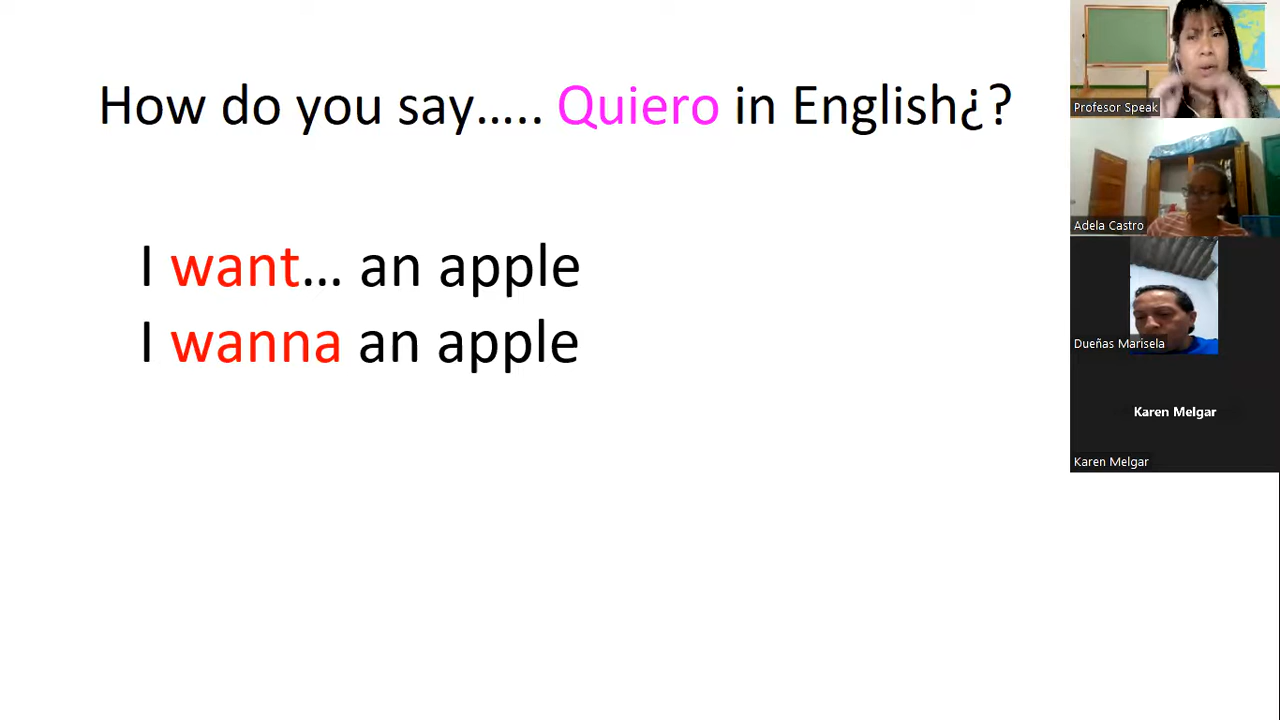 How do you say..... Quiero in English¿?
I want... an apple
I wanna an apple
Profesor Speak
Adela Castro
Dueñas Marisela
Karen Melgar
Karen Melgar